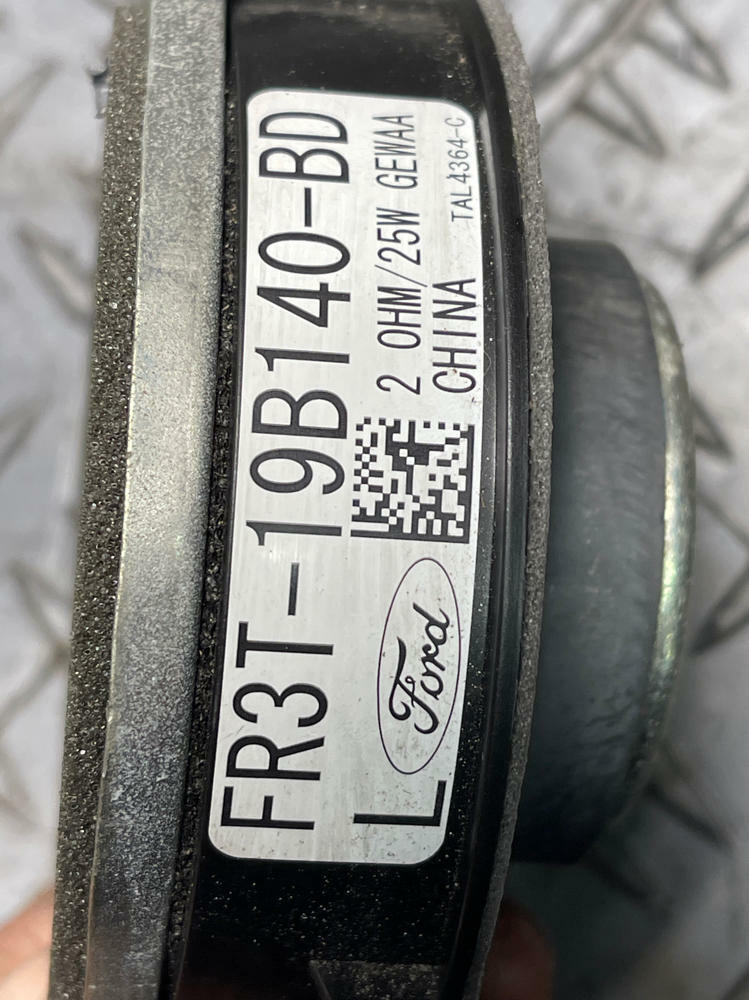 FR3T-19B140-BD
L Ford 2 OHM/25W GEWAA
CHINA TAL4364-C